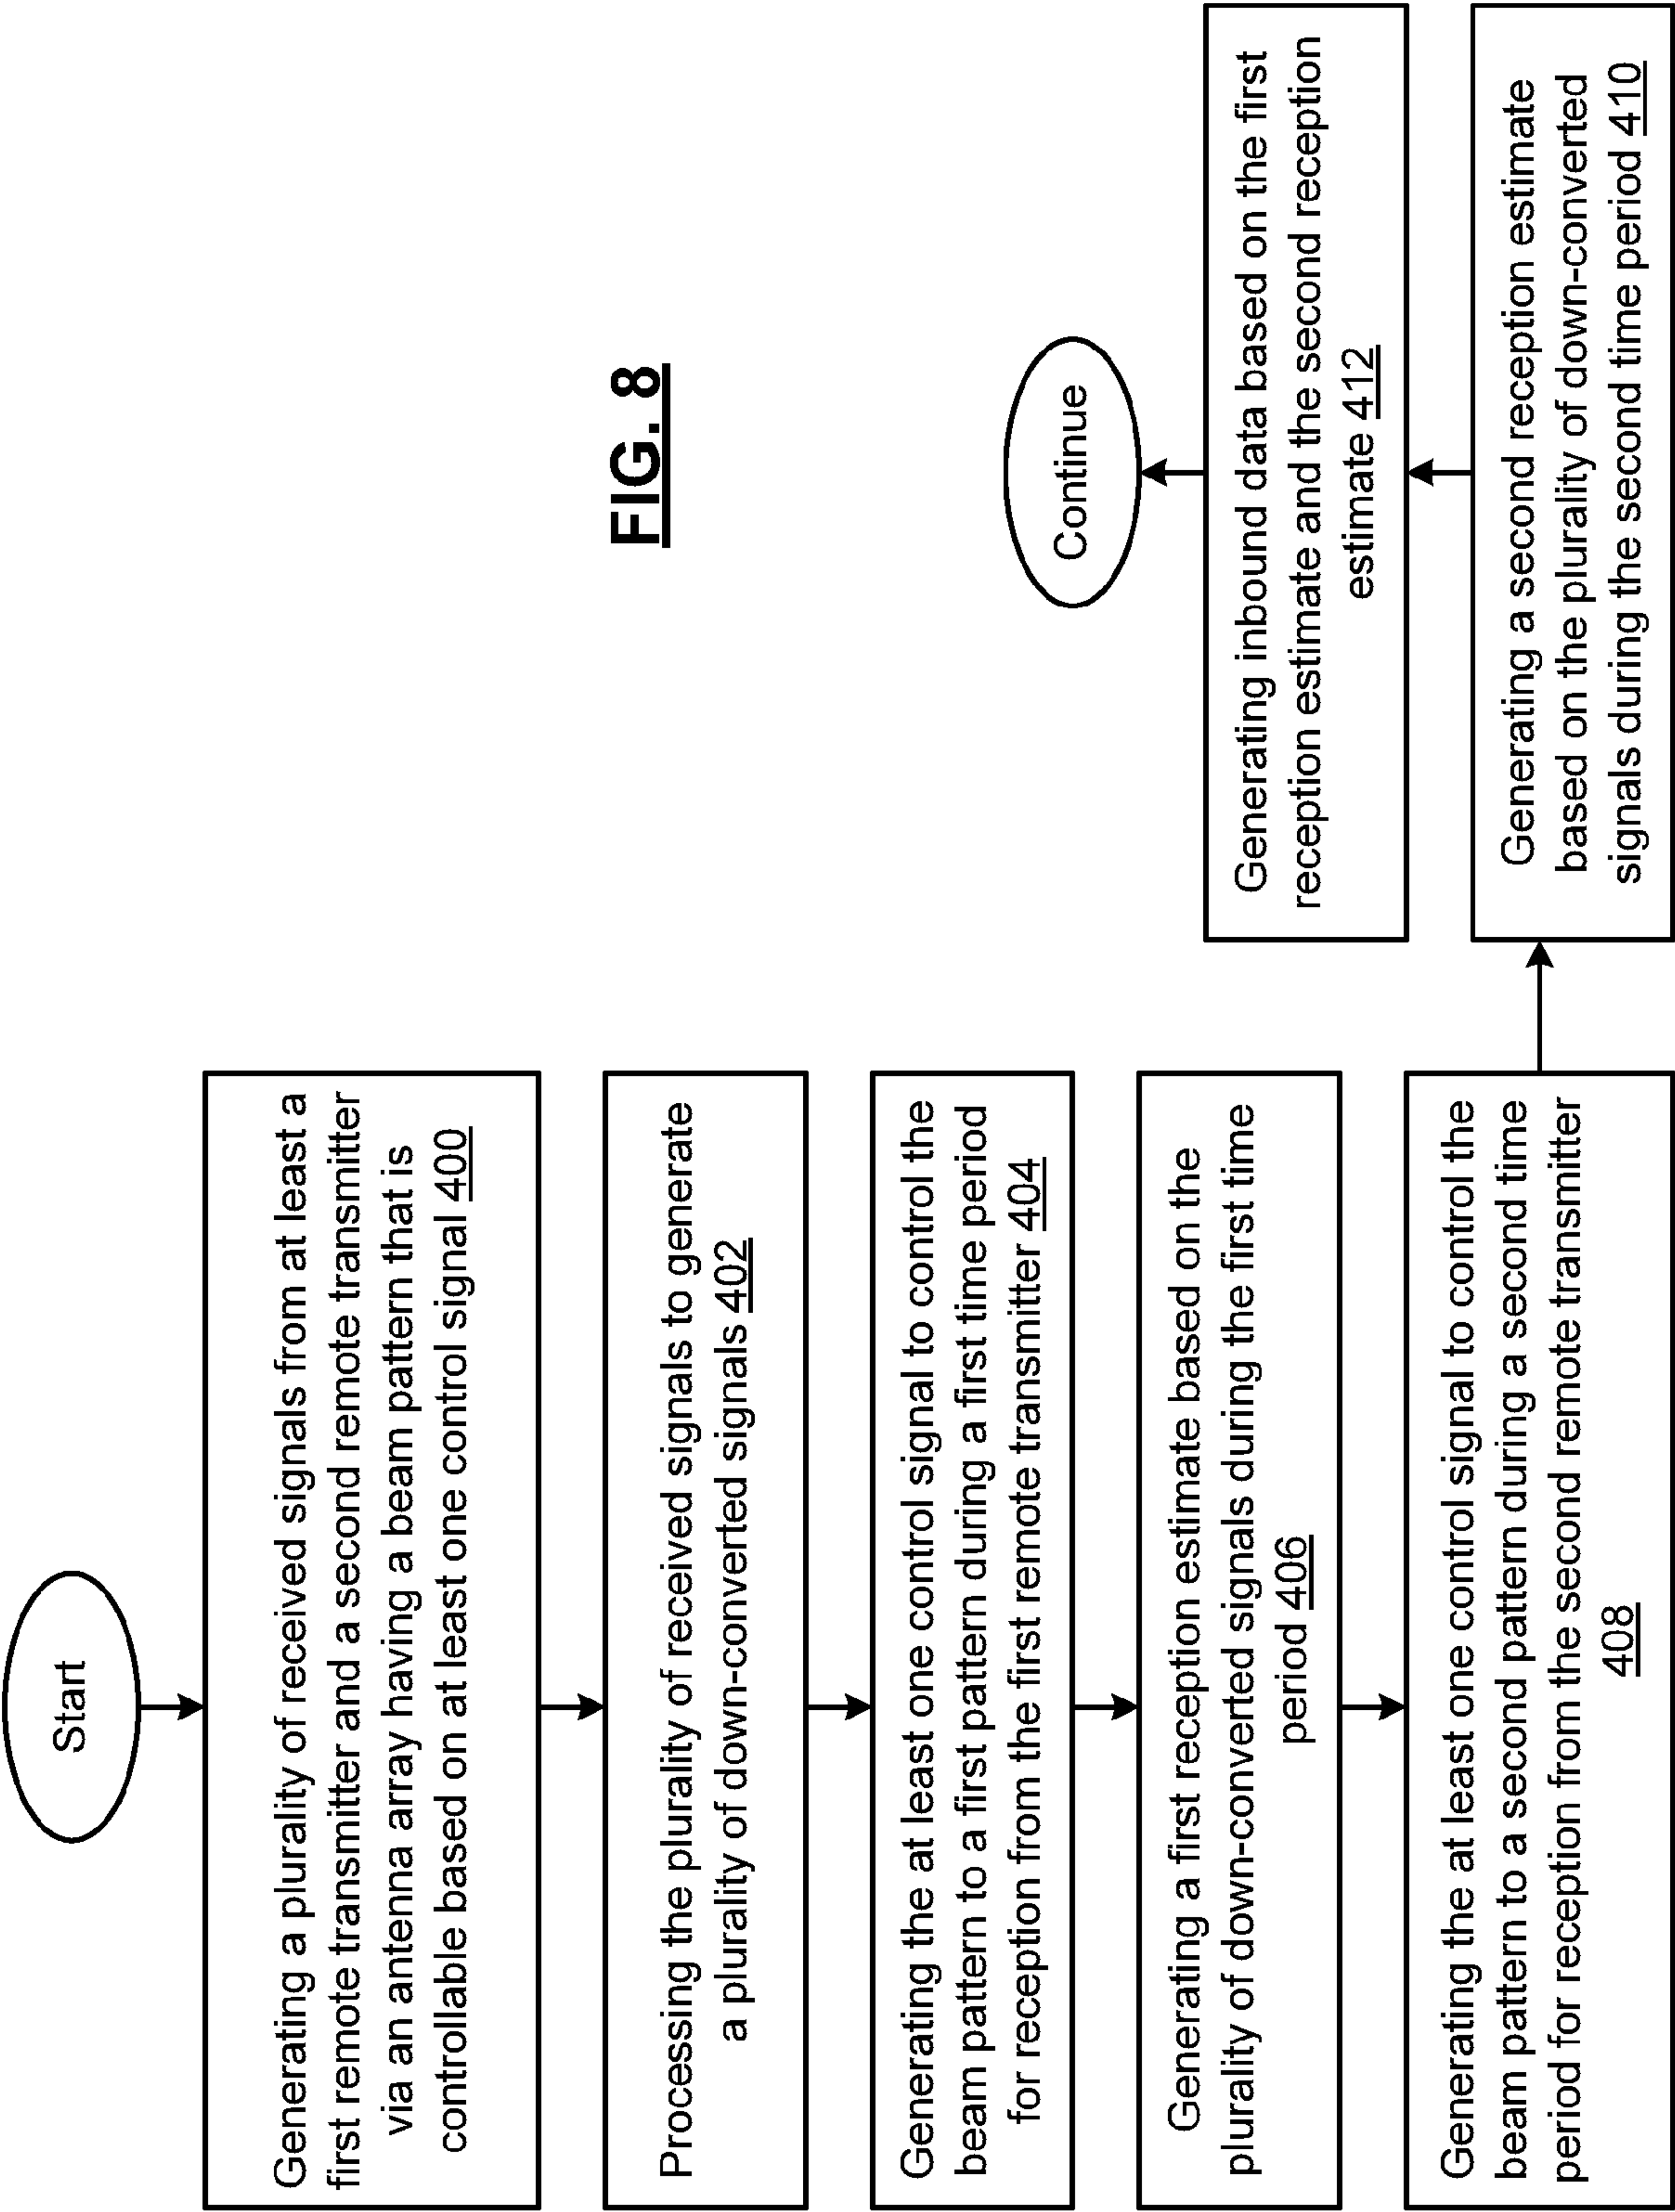 Start
Generating a plurality of received signals from at least a
first remote transmitter and a second remote transmitter
via an antenna array having a beam pattern that is
controllable based on at least one control signal 400
Processing the plurality of received signals to generate
a plurality of down-converted signals 402
Generating the at least one control signal to control the
beam pattern to a first pattern during a first time period
for reception from the first remote transmitter 404
Generating a first reception estimate based on the
plurality of down-converted signals during the first time
period 406
Generating the at least one control signal to control the
beam pattern to a second pattern during a second time
period for reception from the second remote transmitter
408
Generating a second reception estimate
based on the plurality of down-converted
signals during the second time period 410
Generating inbound data based on the first
reception estimate and the second reception
estimate 412
Continue
FIG. 8